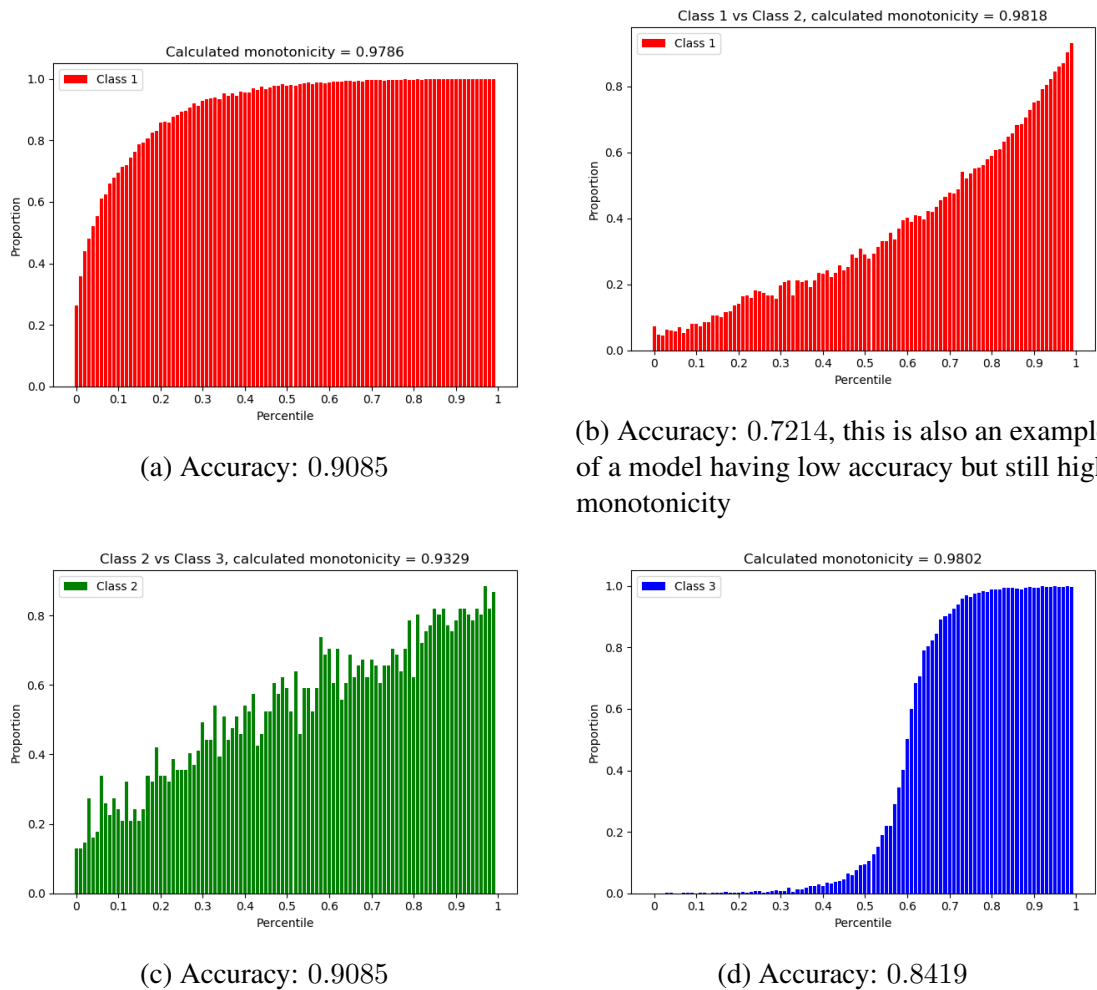 Calculated monotonicity = 0.9786
Class 1
Proportion
1.0
0.8
0.6
0.4
0.2
0.0
0 0.1 0.2 0.3 0.4 0.5 0.6 0.7 0.8 0.9 1
Percentile
(a) Accuracy: 0.9085
Class 1 vs Class 2, calculated monotonicity = 0.9818
Class 1
Proportion
0.8
0.6
0.4
0.2
0.0
0 0.1 0.2 0.3 0.4 0.5 0.6 0.7 0.8 0.9 1
Percentile
(b) Accuracy: 0.7214, this is also an example
of a model having low accuracy but still high
monotonicity
Class 2 vs Class 3, calculated monotonicity = 0.9329
Class 2
Proportion
0.8
0.6
0.4
0.2
0.0
0 0.1 0.2 0.3 0.4 0.5 0.6 0.7 0.8 0.9 1
Percentile
(c) Accuracy: 0.9085
Calculated monotonicity = 0.9802
Class 3
Proportion
1.0
0.8
0.6
0.4
0.2
0.0
0 0.1 0.2 0.3 0.4 0.5 0.6 0.7 0.8 0.9 1
Percentile
(d) Accuracy: 0.8419